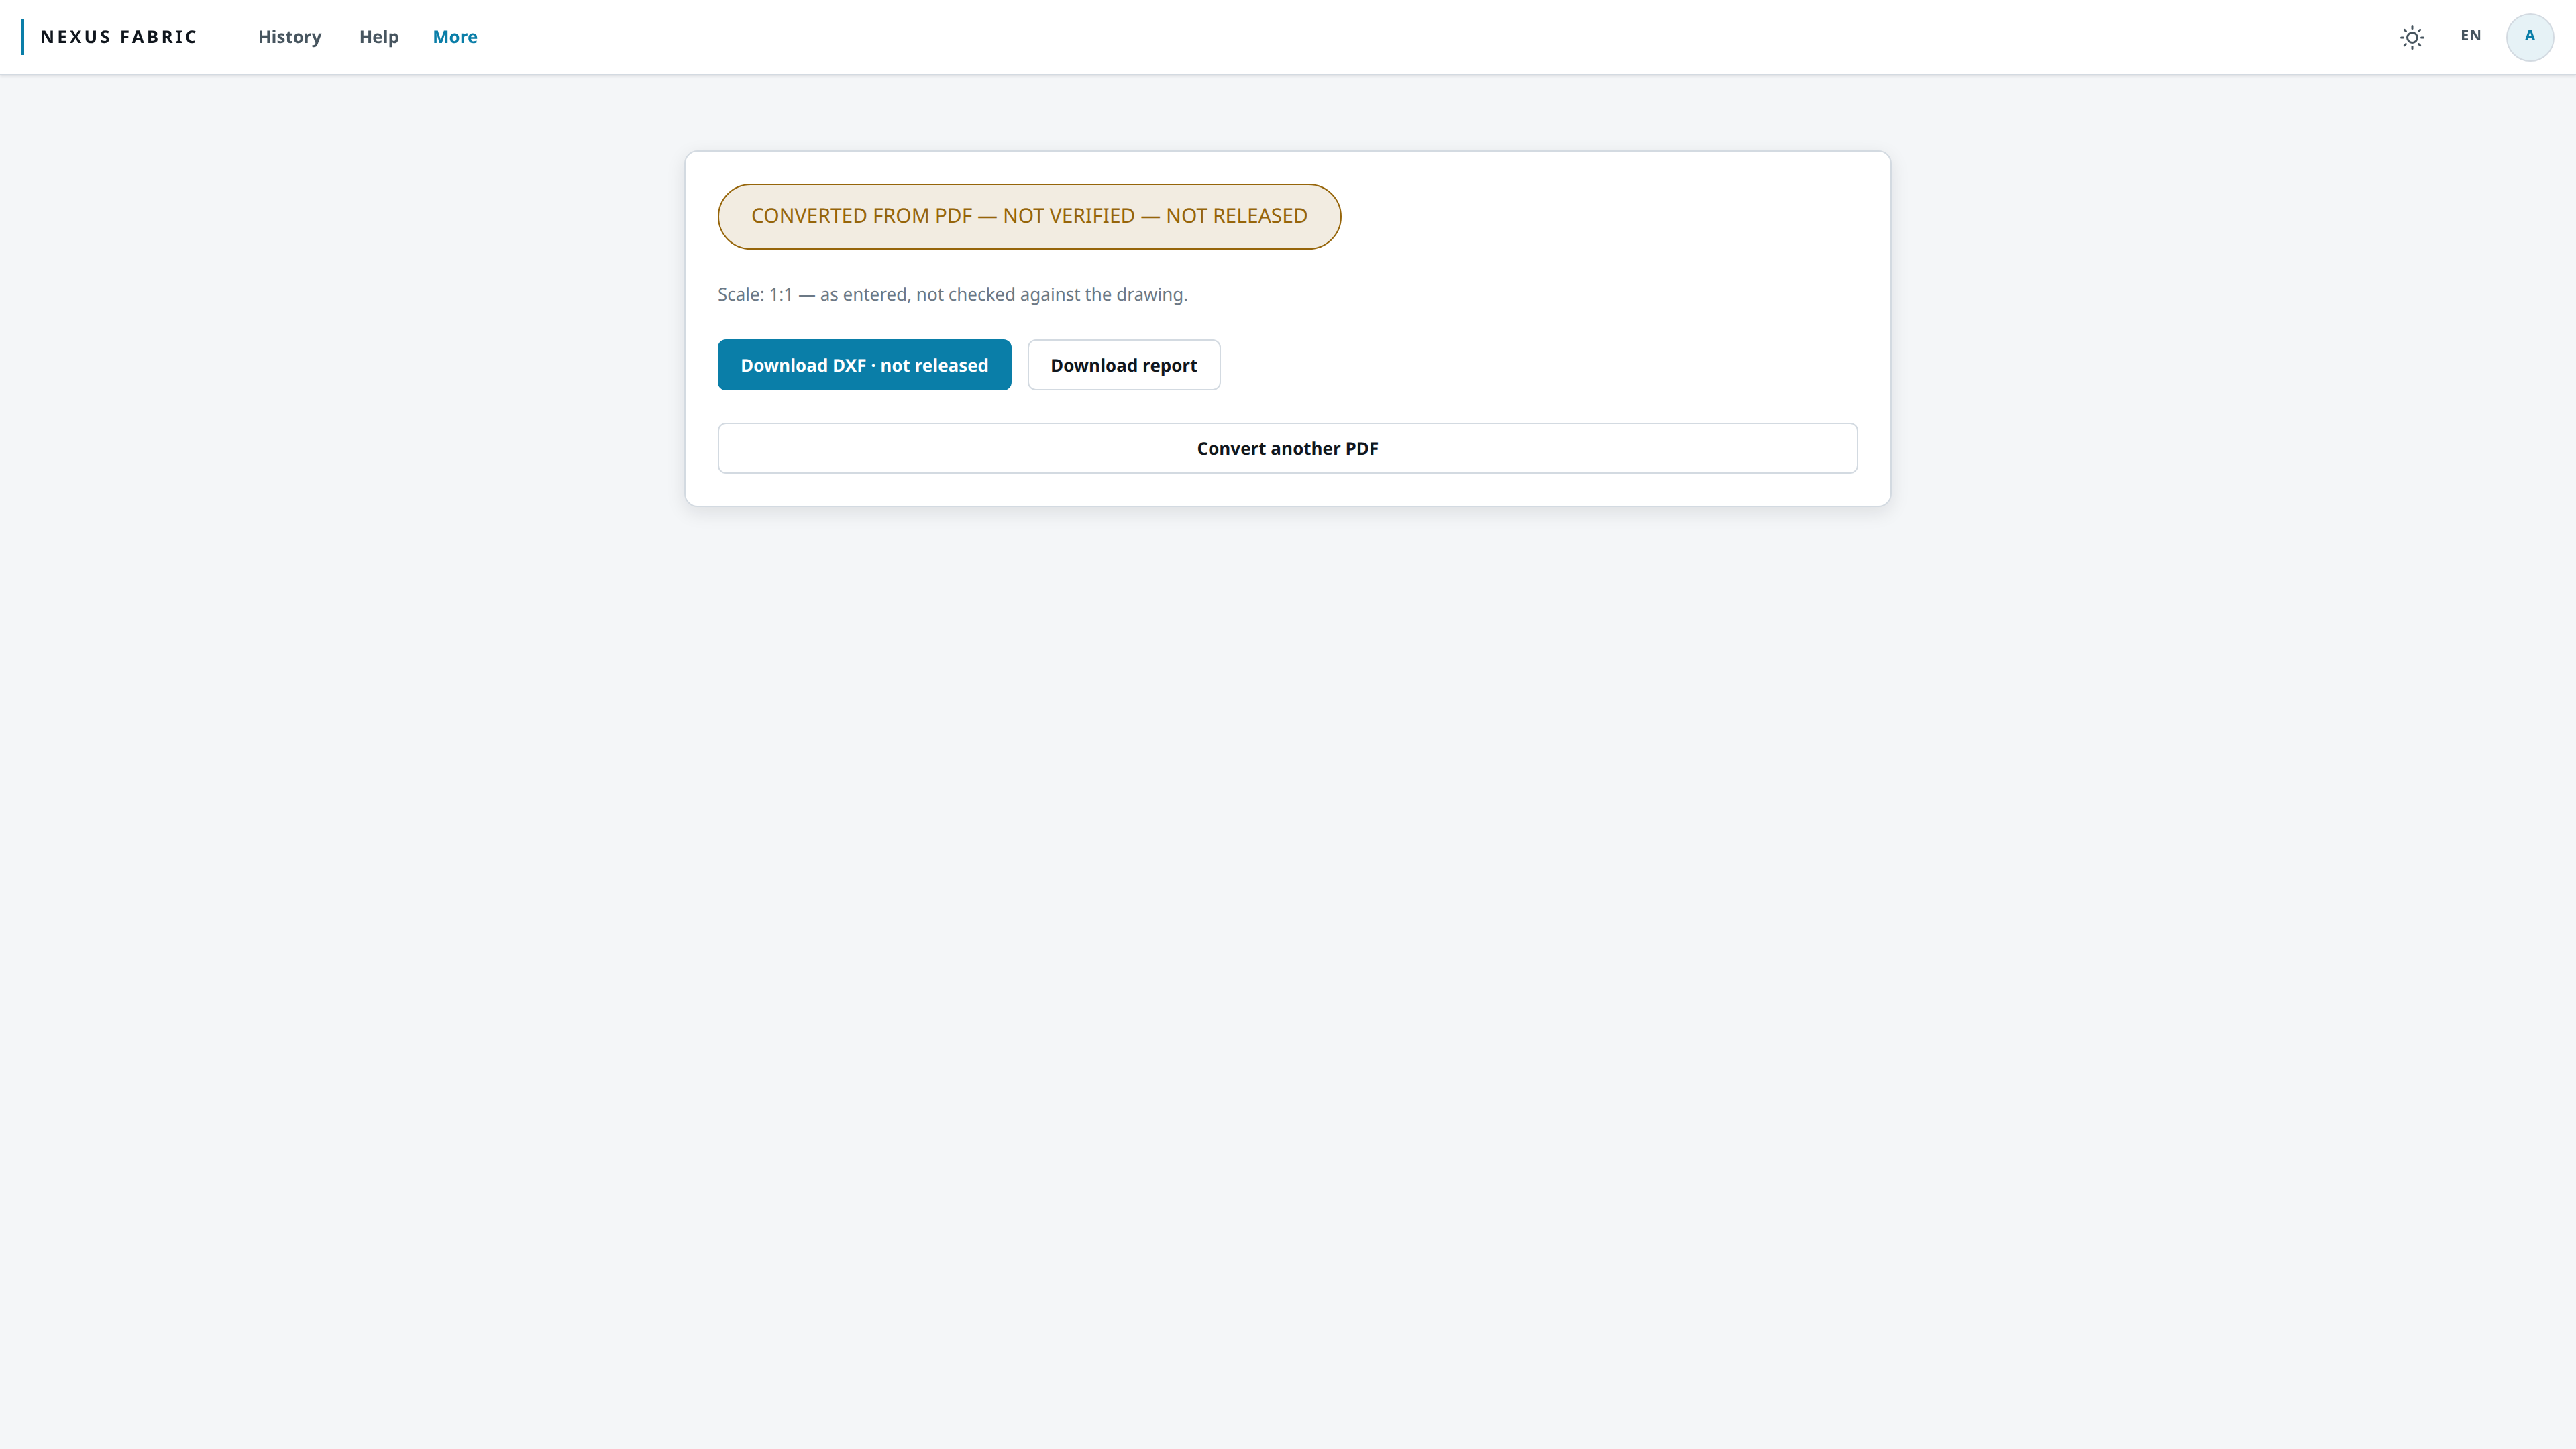 NEXUS FABRIC
History
Help
More
EN
A
CONVERTED FROM PDF — NOT VERIFIED — NOT RELEASED
Scale: 1:1 — as entered, not checked against the drawing.
Download DXF · not released
Download report
Convert another PDF